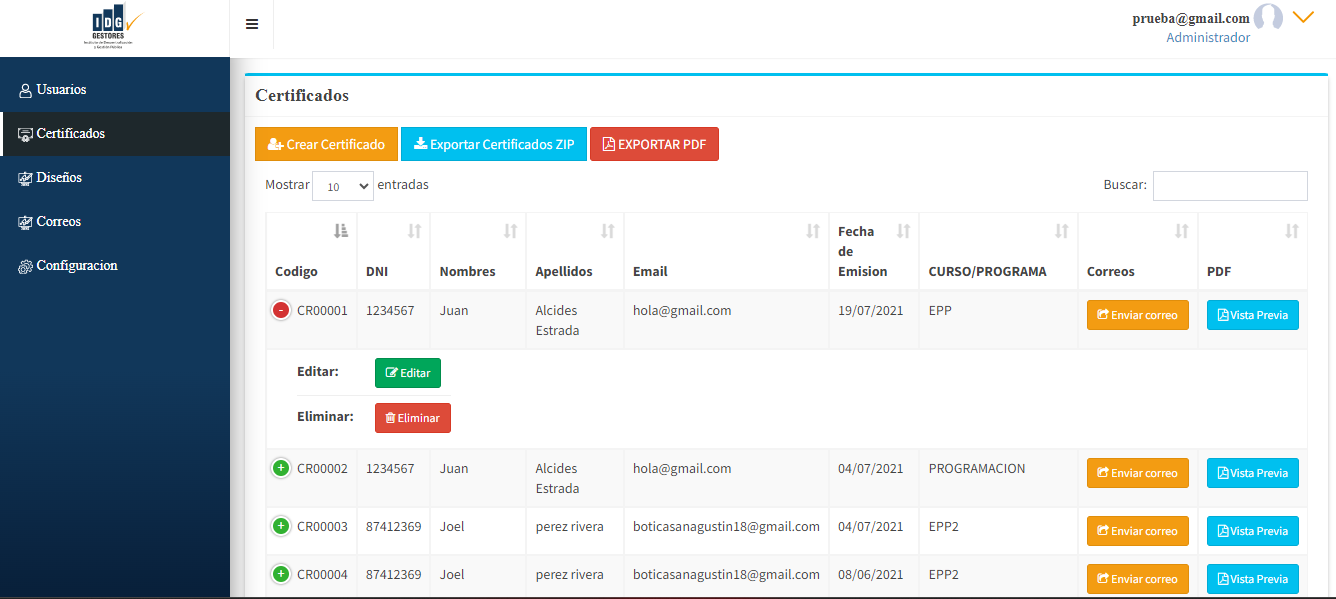 IDG
GESTORES
prueba@gmail.com
Administrador
Usuarios
Certificados
Diseños
Correos
Configuracion
Certificados
Crear Certificado Exportar Certificados ZIP EXPORTAR PDF
Mostrar 10 entradas Buscar:
Codigo DNI Nombres Apellidos Email Fecha de Emision CURSO/PROGRAMA Correos PDF
- CR00001 1234567 Juan Alcides Estrada hola@gmail.com 19/07/2021 EPP Enviar correo Vista Previa
Editar: Editar
Eliminar: Eliminar
+ CR00002 1234567 Juan Alcides Estrada hola@gmail.com 04/07/2021 PROGRAMACION Enviar correo Vista Previa
+ CR00003 87412369 Joel perez rivera boticasanagustin18@gmail.com 04/07/2021 EPP2 Enviar correo Vista Previa
+ CR00004 87412369 Joel perez rivera boticasanagustin18@gmail.com 08/06/2021 EPP2 Enviar correo Vista Previa